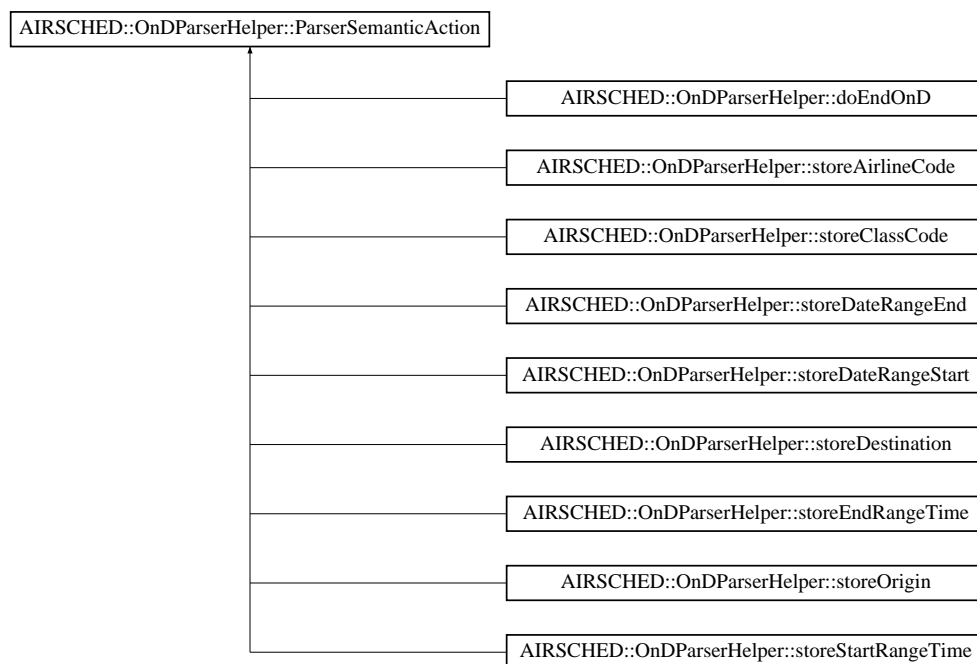 AIRSCHED::OnDParserHelper::ParserSemanticAction
AIRSCHED::OnDParserHelper::doEndOnD
AIRSCHED::OnDParserHelper::storeAirlineCode
AIRSCHED::OnDParserHelper::storeClassCode
AIRSCHED::OnDParserHelper::storeDateRangeEnd
AIRSCHED::OnDParserHelper::storeDateRangeStart
AIRSCHED::OnDParserHelper::storeDestination
AIRSCHED::OnDParserHelper::storeEndRangeTime
AIRSCHED::OnDParserHelper::storeOrigin
AIRSCHED::OnDParserHelper::storeStartRangeTime